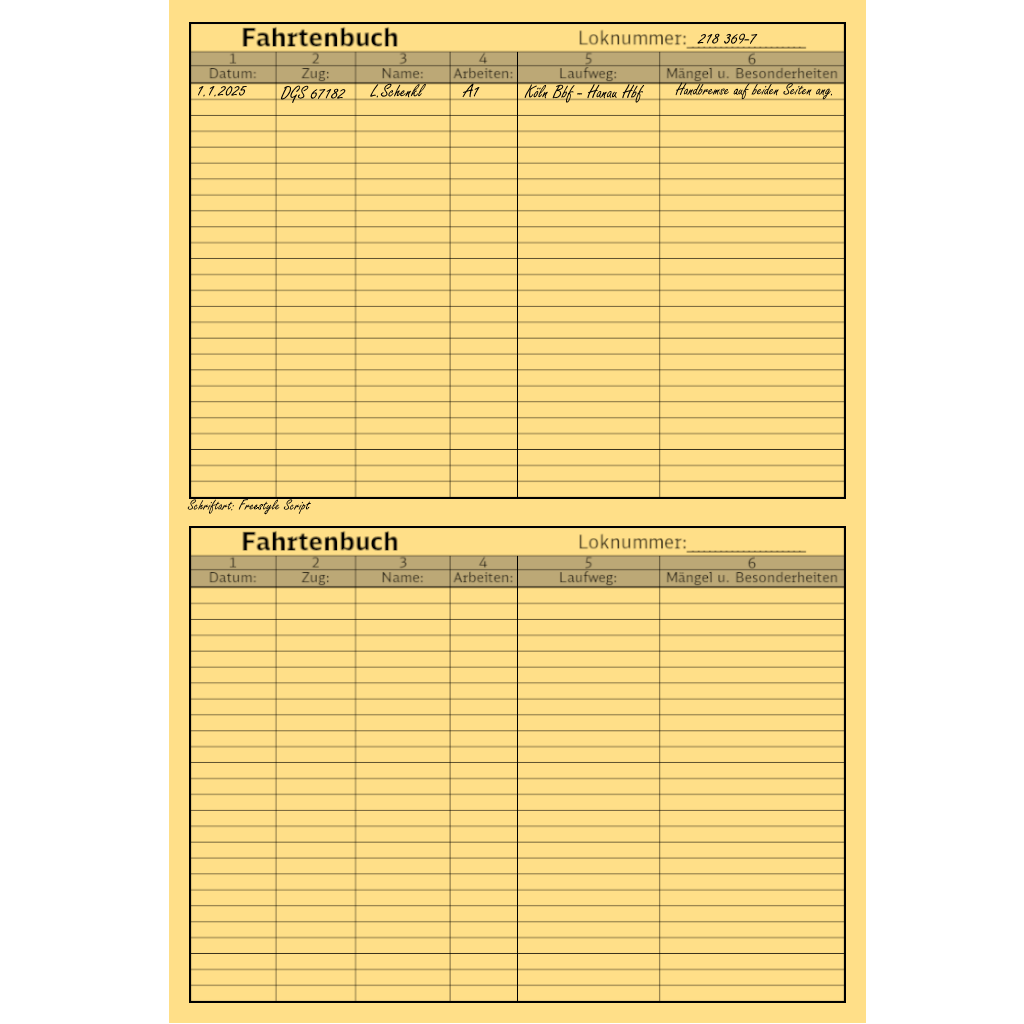 Fahrtenbuch Loknummer: 218 369-7
1 2 3 4 5 6
Datum: Zug: Name: Arbeiten: Laufweg: Mängel u. Besonderheiten
1.1.2025 DGS 67182 L.Schenkl A1 Köln Bbf - Hanau Hbf Handbremse auf beiden Seiten ang.
Schriftart: Freestyle Script
Fahrtenbuch Loknummer:
1 2 3 4 5 6
Datum: Zug: Name: Arbeiten: Laufweg: Mängel u. Besonderheiten